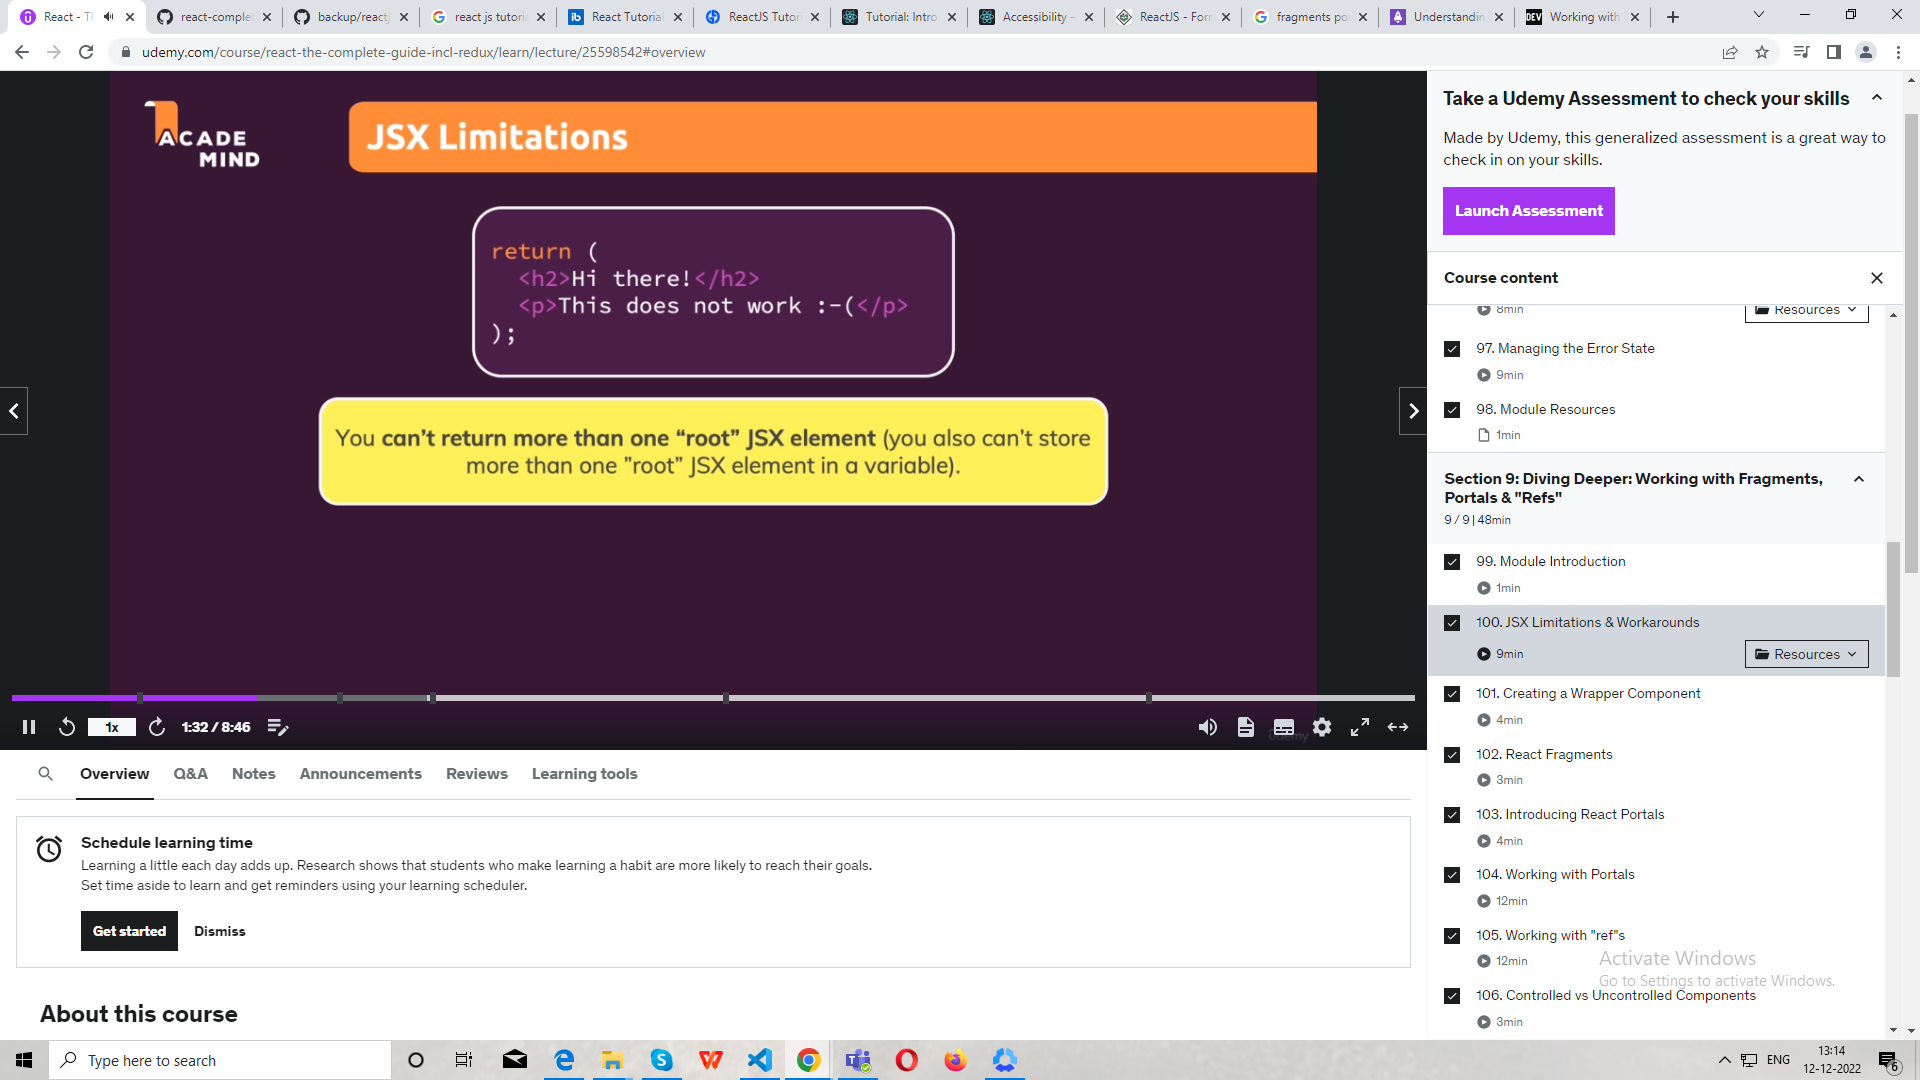 React - Th
react-complet
backup/reactj
react js tutoria
React Tutorial
ReactJS Tutori
Tutorial: Intro
Accessibility –
ReactJS - Form
fragments po
Understandin
DEV Working with
udemy.com/course/react-the-complete-guide-incl-redux/learn/lecture/25598542#overview
ACADE
MIND
JSX Limitations
return (
<h2>Hi there!</h2>
<p>This does not work :-(</p>
);
You can't return more than one “root” JSX element (you also can't store
more than one ”root” JSX element in a variable).
1x
1:32 / 8:46
Udemy
Overview
Q&A
Notes
Announcements
Reviews
Learning tools
Schedule learning time
Learning a little each day adds up. Research shows that students who make learning a habit are more likely to reach their goals.
Set time aside to learn and get reminders using your learning scheduler.
Get started
Dismiss
About this course
Take a Udemy Assessment to check your skills
Made by Udemy, this generalized assessment is a great way to
check in on your skills.
Launch Assessment
Course content
8min
Resources
97. Managing the Error State
9min
98. Module Resources
1min
Section 9: Diving Deeper: Working with Fragments,
Portals & "Refs"
9 / 9 | 48min
99. Module Introduction
1min
100. JSX Limitations & Workarounds
9min
Resources
101. Creating a Wrapper Component
4min
102. React Fragments
3min
103. Introducing React Portals
4min
104. Working with Portals
12min
105. Working with "ref"s
12min
Activate Windows
Go to Settings to activate Windows.
106. Controlled vs Uncontrolled Components
3min
Type here to search
ENG
13:14
12-12-2022
6